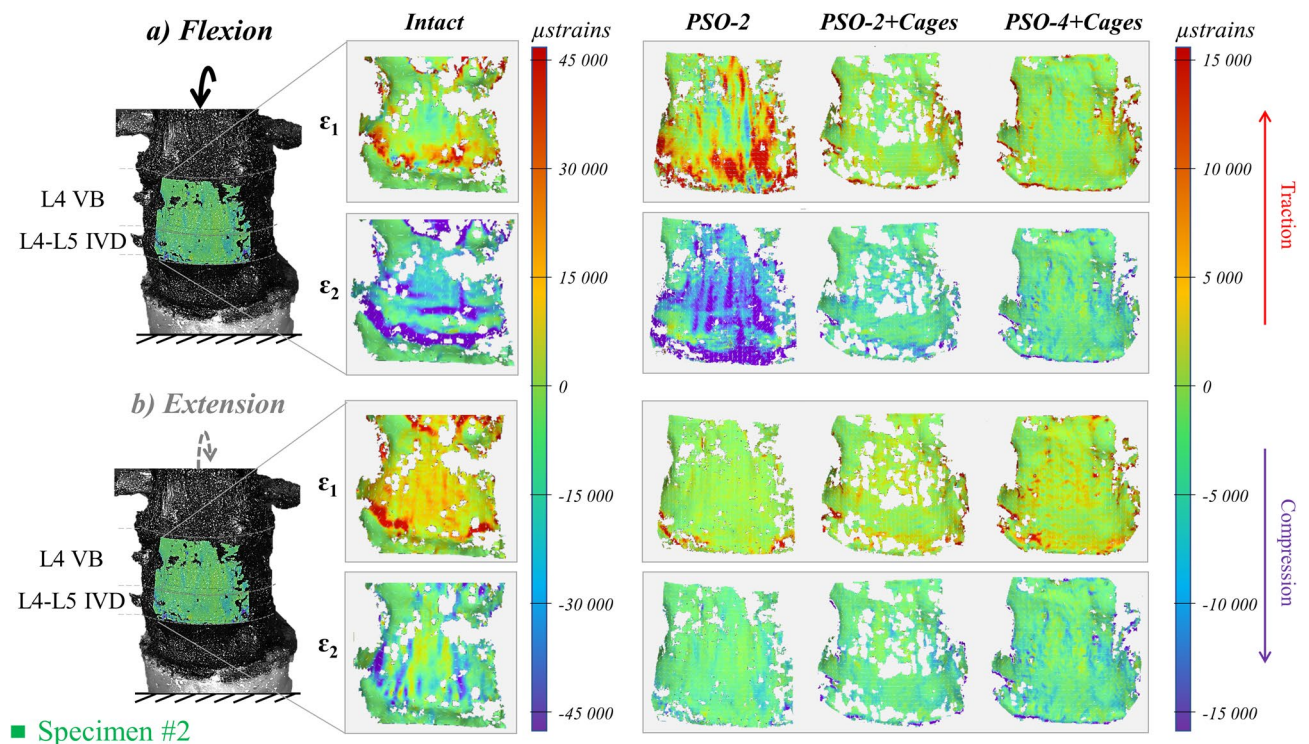 a) Flexion
Intact
µstrains
PSO-2
PSO-2+Cages
PSO-4+Cages
µstrains
ε1
ε2
L4 VB
L4-L5 IVD
45 000
30 000
15 000
0
-15 000
-30 000
-45 000
15 000
10 000
5 000
0
-5 000
-10 000
-15 000
Traction
Compression
b) Extension
ε1
ε2
L4 VB
L4-L5 IVD
Specimen #2